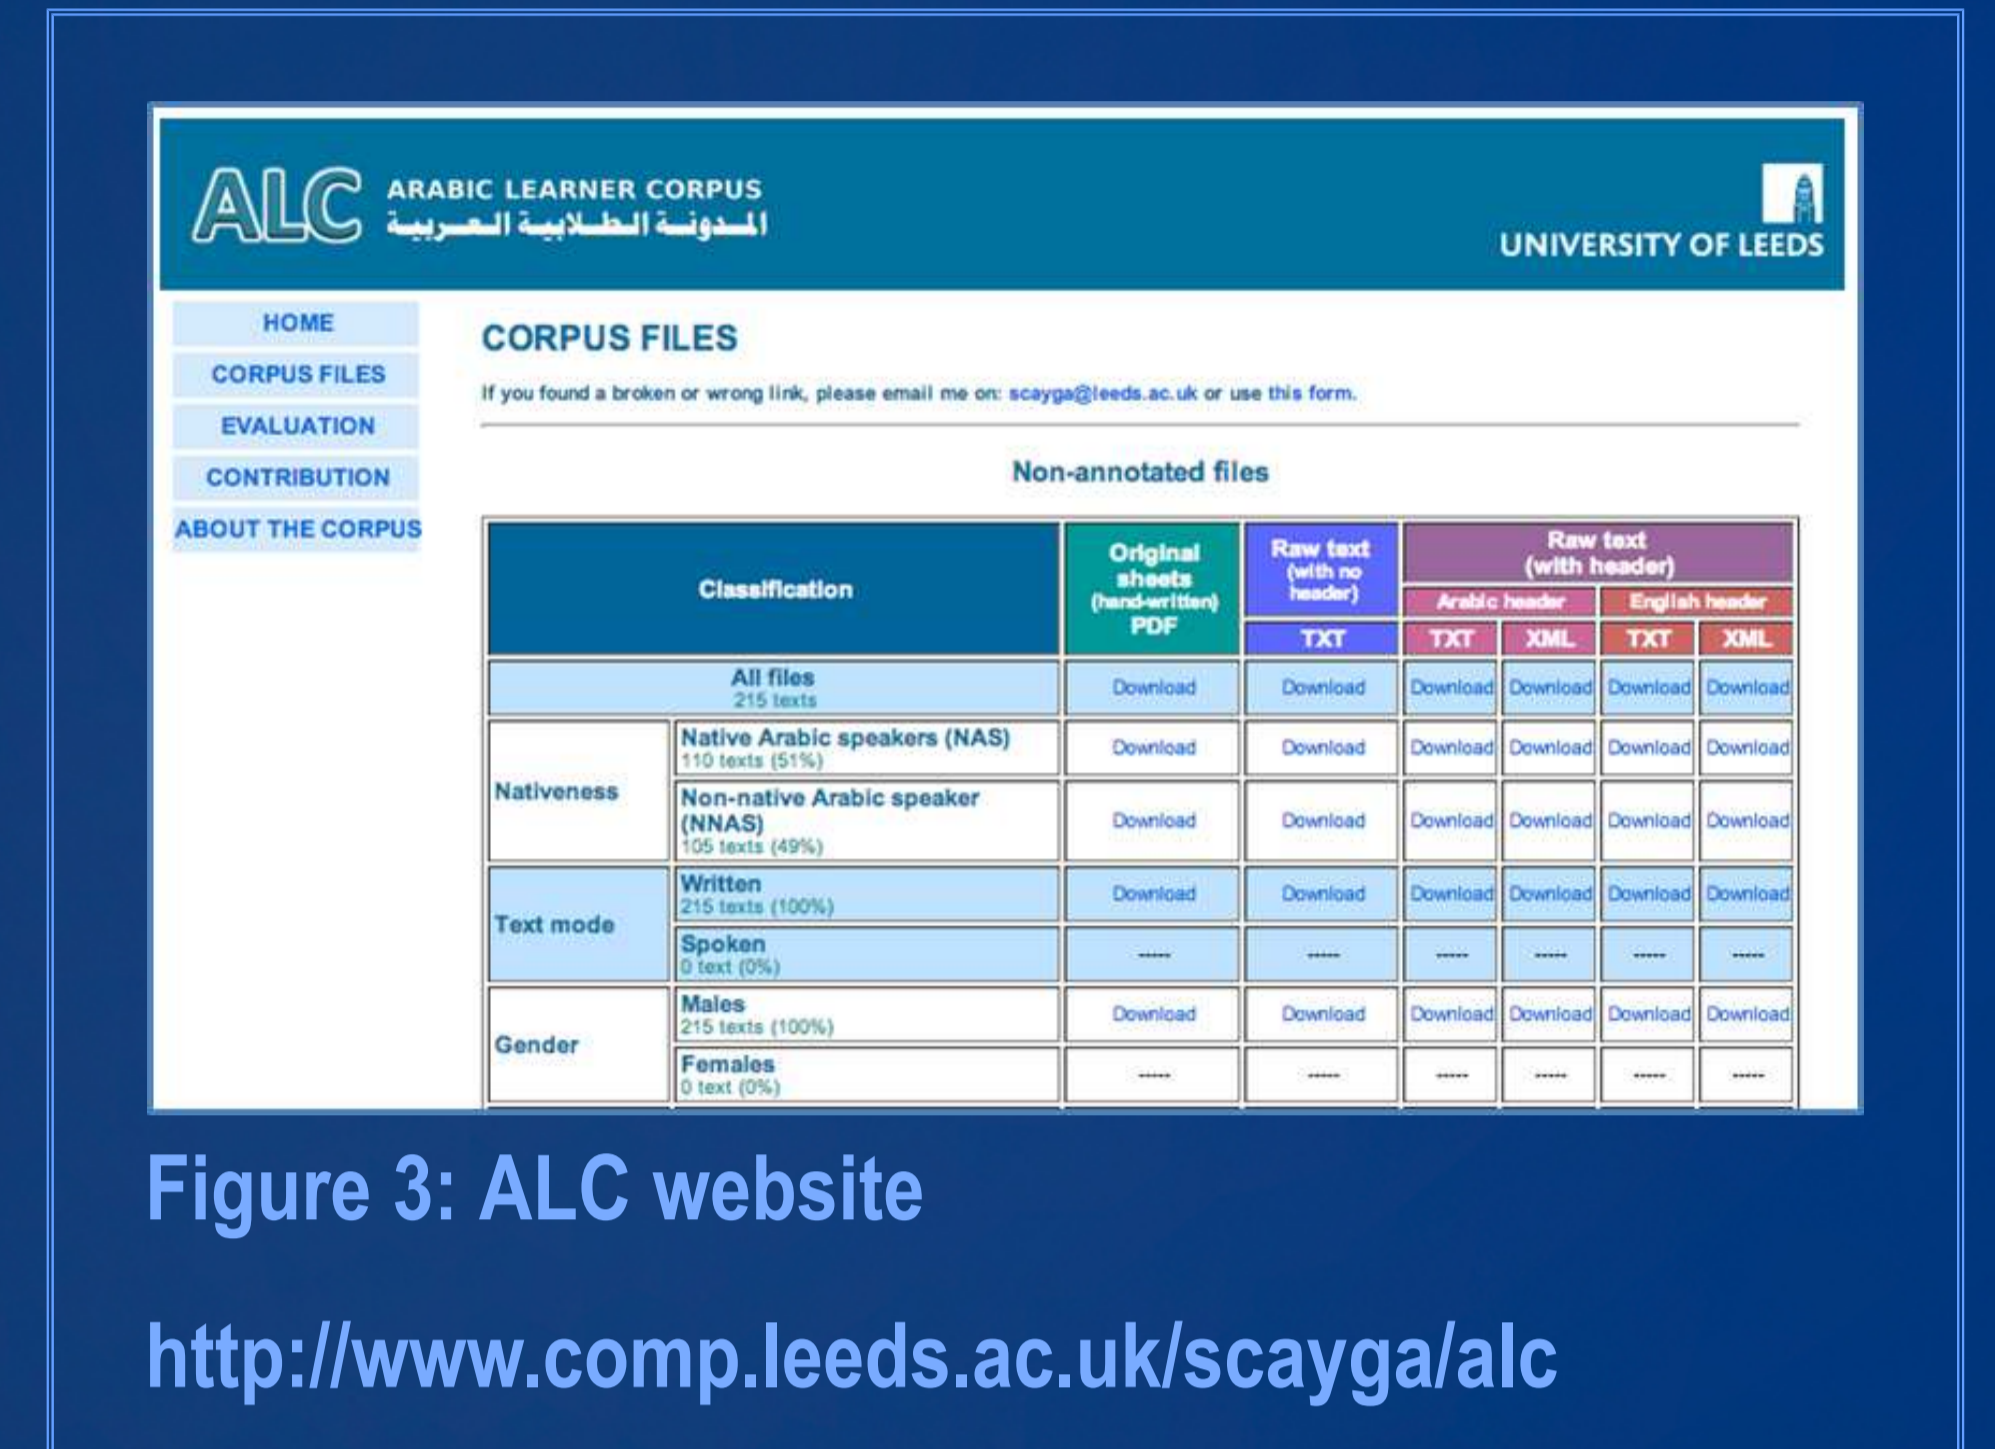 ALC
ARABIC LEARNER CORPUS
المدونة الطلابية العربية
UNIVERSITY OF LEEDS
HOME
CORPUS FILES
EVALUATION
CONTRIBUTION
ABOUT THE CORPUS
CORPUS FILES
If you found a broken or wrong link, please email me on: scayga@leeds.ac.uk or use this form.
Non-annotated files
Classification
Original
sheets
(hand-written)
PDF
Raw text
(with no
header)
TXT
Raw text
(with header)
Arabic header
English header
TXT
XML
TXT
XML
All files
215 texts
Download Download Download Download Download Download
Nativeness
Native Arabic speakers (NAS)
110 texts (51%)
Download Download Download Download Download Download
Non-native Arabic speaker
(NNAS)
105 texts (49%)
Download Download Download Download Download Download
Text mode
Written
215 texts (100%)
Download Download Download Download Download Download
Spoken
0 text (0%)
----- ----- ----- ----- ----- -----
Gender
Males
215 texts (100%)
Download Download Download Download Download Download
Females
0 text (0%)
----- ----- ----- ----- ----- -----
Figure 3: ALC website
http://www.comp.leeds.ac.uk/scayga/alc